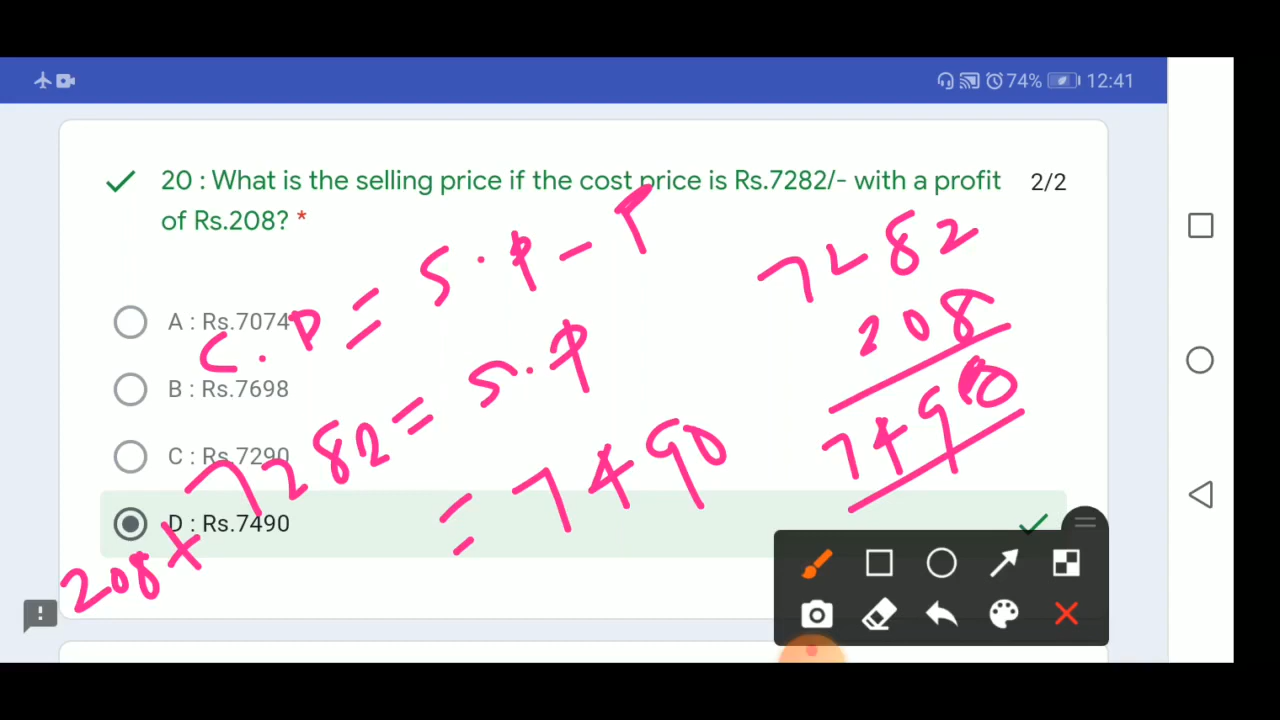 74% 12:41
20 : What is the selling price if the cost price is Rs.7282/- with a profit 2/2
of Rs.208? *
A : Rs.7074
B : Rs.7698
C : Rs.7290
D : Rs.7490
C.P = S.P - P
208 + 7282 = S.P
= 7490
7282
208
7490